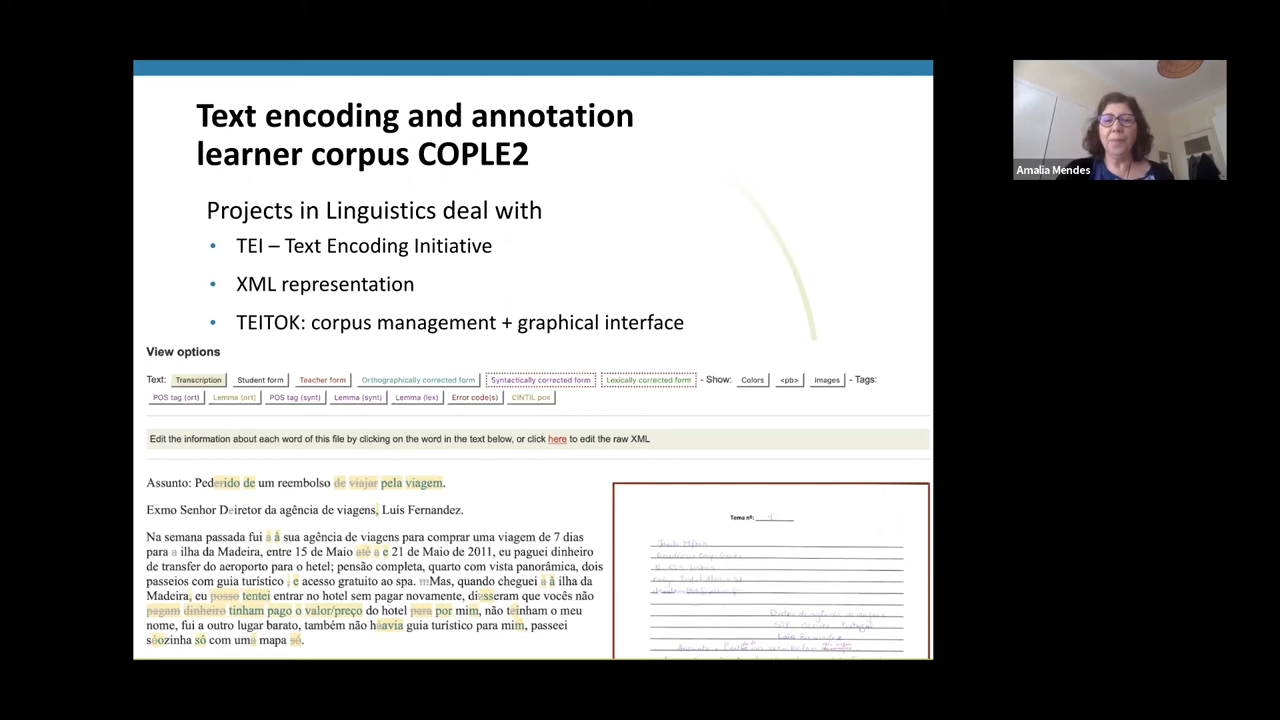 Text encoding and annotation
learner corpus COPLE2
Projects in Linguistics deal with
• TEI – Text Encoding Initiative
• XML representation
• TEITOK: corpus management + graphical interface
View options
Text: Transcription Student form Teacher form Orthographically corrected form Syntactically corrected form Lexically corrected form - Show: Colors <pb> Images - Tags:
POS tag (ort) Lemma (ort) POS tag (synt) Lemma (synt) Lemma (lex) Error code(s) CINTIL pos
Edit the information about each word of this file by clicking on the word in the text below, or click here to edit the raw XML
Assunto: Pederido de um reembolso de viajar pela viagem.
Exmo Senhor Deiretor da agência de viagens, Luís Fernandez.
Na semana passada fui a à sua agência de viagens para comprar uma viagem de 7 dias
para a ilha da Madeira, entre 15 de Maio até a e 21 de Maio de 2011, eu paguei dinheiro
de transfer do aeroporto para o hetel; pensão completa, quarto com vista panorâmica, dois
passeios com guia turístico ; e acesso gratuito ao spa. mMas, quando cheguei a à ilha da
Madeira, eu posso tentei entrar no hotel sem pagar novamente, dizsseram que vocês não
pagam dinheiro tinham pago o valor/preço do hotel para por mim, não teinham o meu
nome, fui a outro lugar barato, também não háavia guia turístico para mim, passeei
sóozinha só com uma mapa só.
Tema nº:
Amalia Mendes